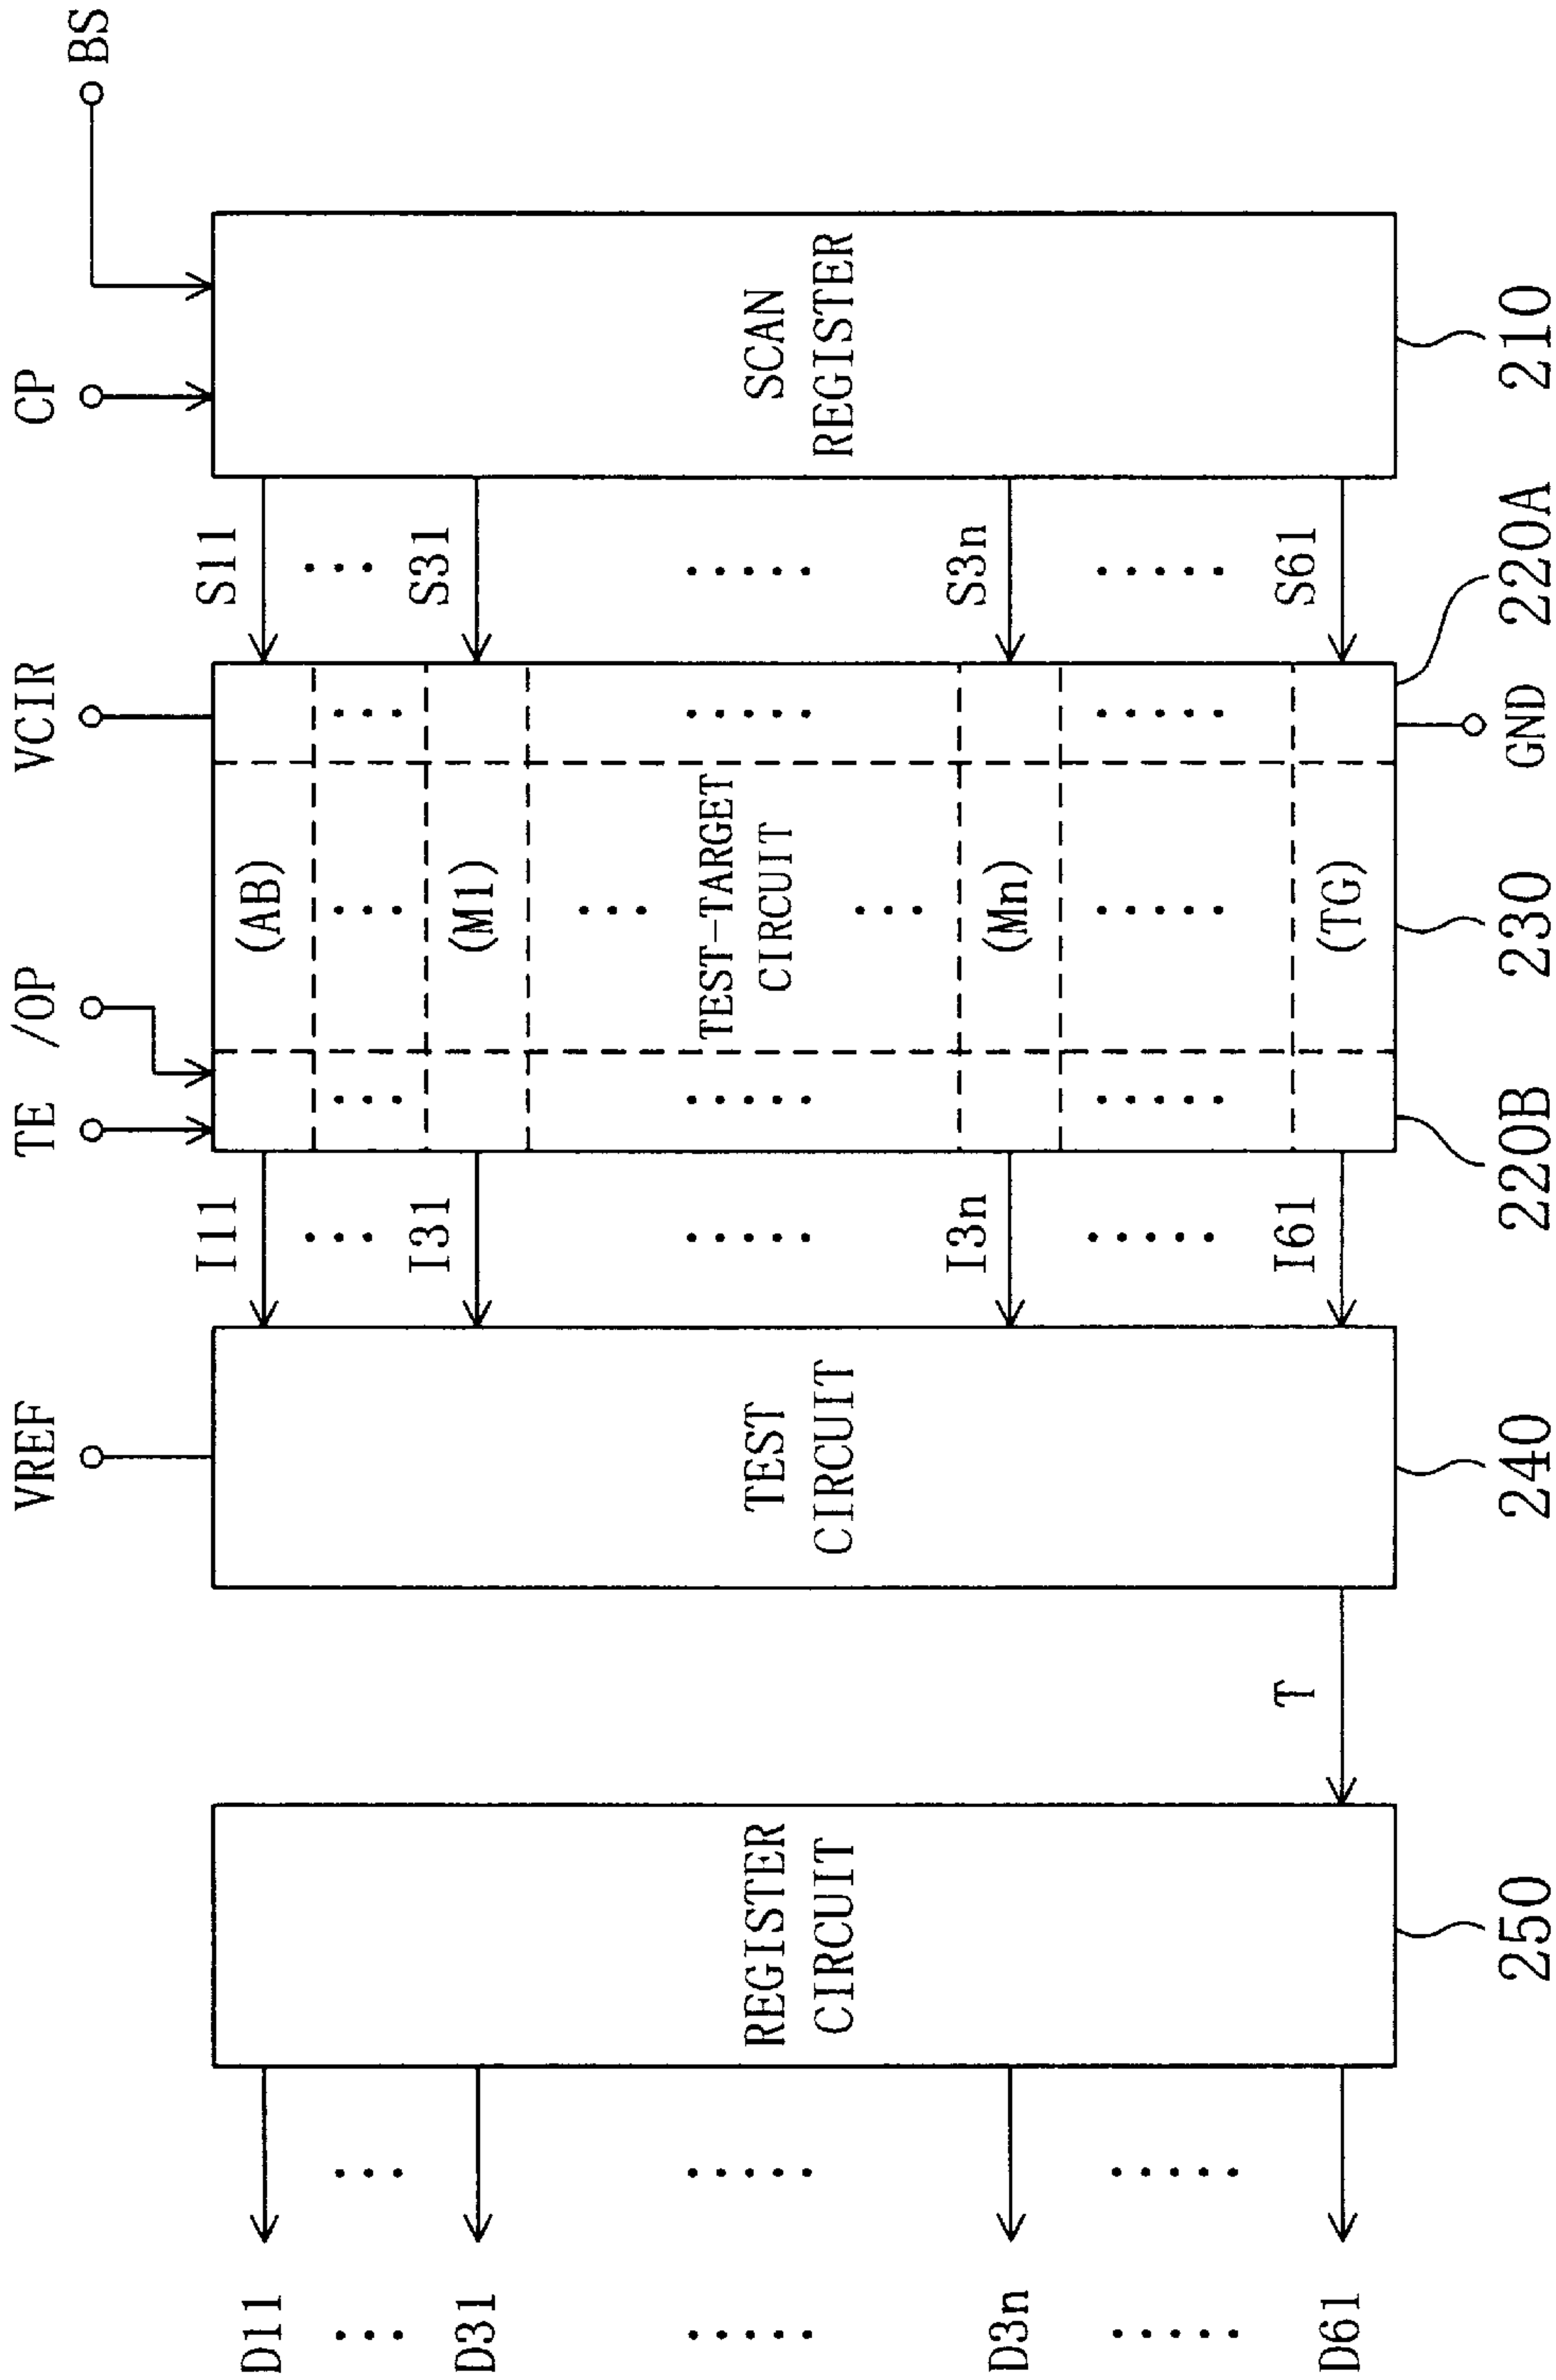 BS
CP
VCIR
/OP
TE
VREF
SCAN
REGISTER
210
S11
S31
S3n
S61
220A
GND
(AB)
(M1)
TEST-TARGET
CIRCUIT
(Mn)
(TG)
230
220B
I11
I31
I3n
I61
TEST
CIRCUIT
240
T
REGISTER
CIRCUIT
250
D11
D31
D3n
D61